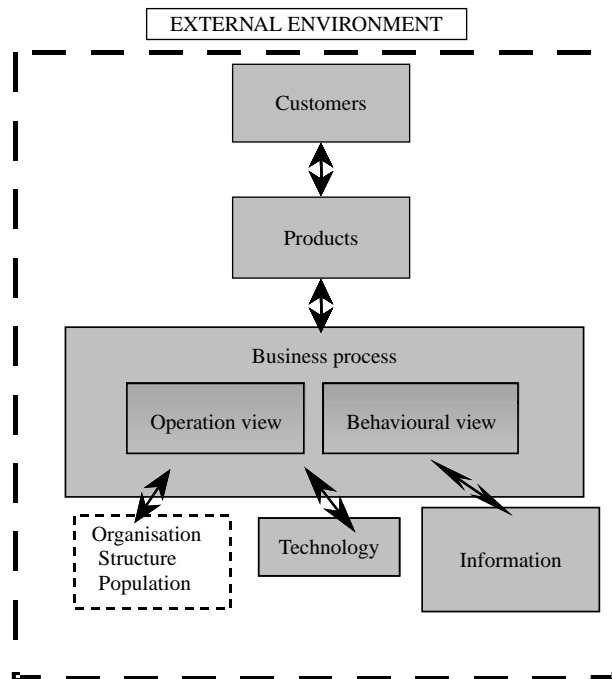 EXTERNAL ENVIRONMENT
Customers
Products
Business process
Operation view
Behavioural view
Organisation
Structure
Population
Technology
Information